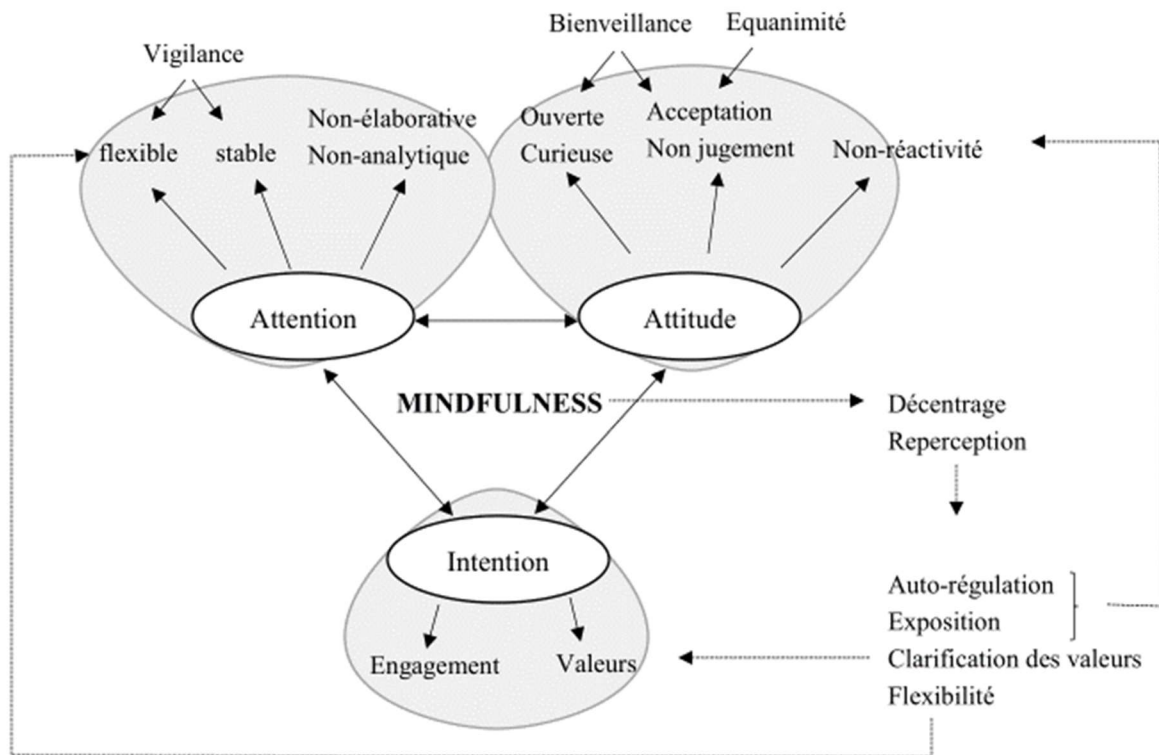 Bienveillance
Equanimité
Vigilance
Non-élaborative
Non-analytique
flexible
stable
Ouverte
Curieuse
Acceptation
Non jugement
Non-réactivité
Attention
Attitude
MINDFULNESS
Décentrage
Reperception
Intention
Engagement
Valeurs
Auto-régulation
Exposition
Clarification des valeurs
Flexibilité